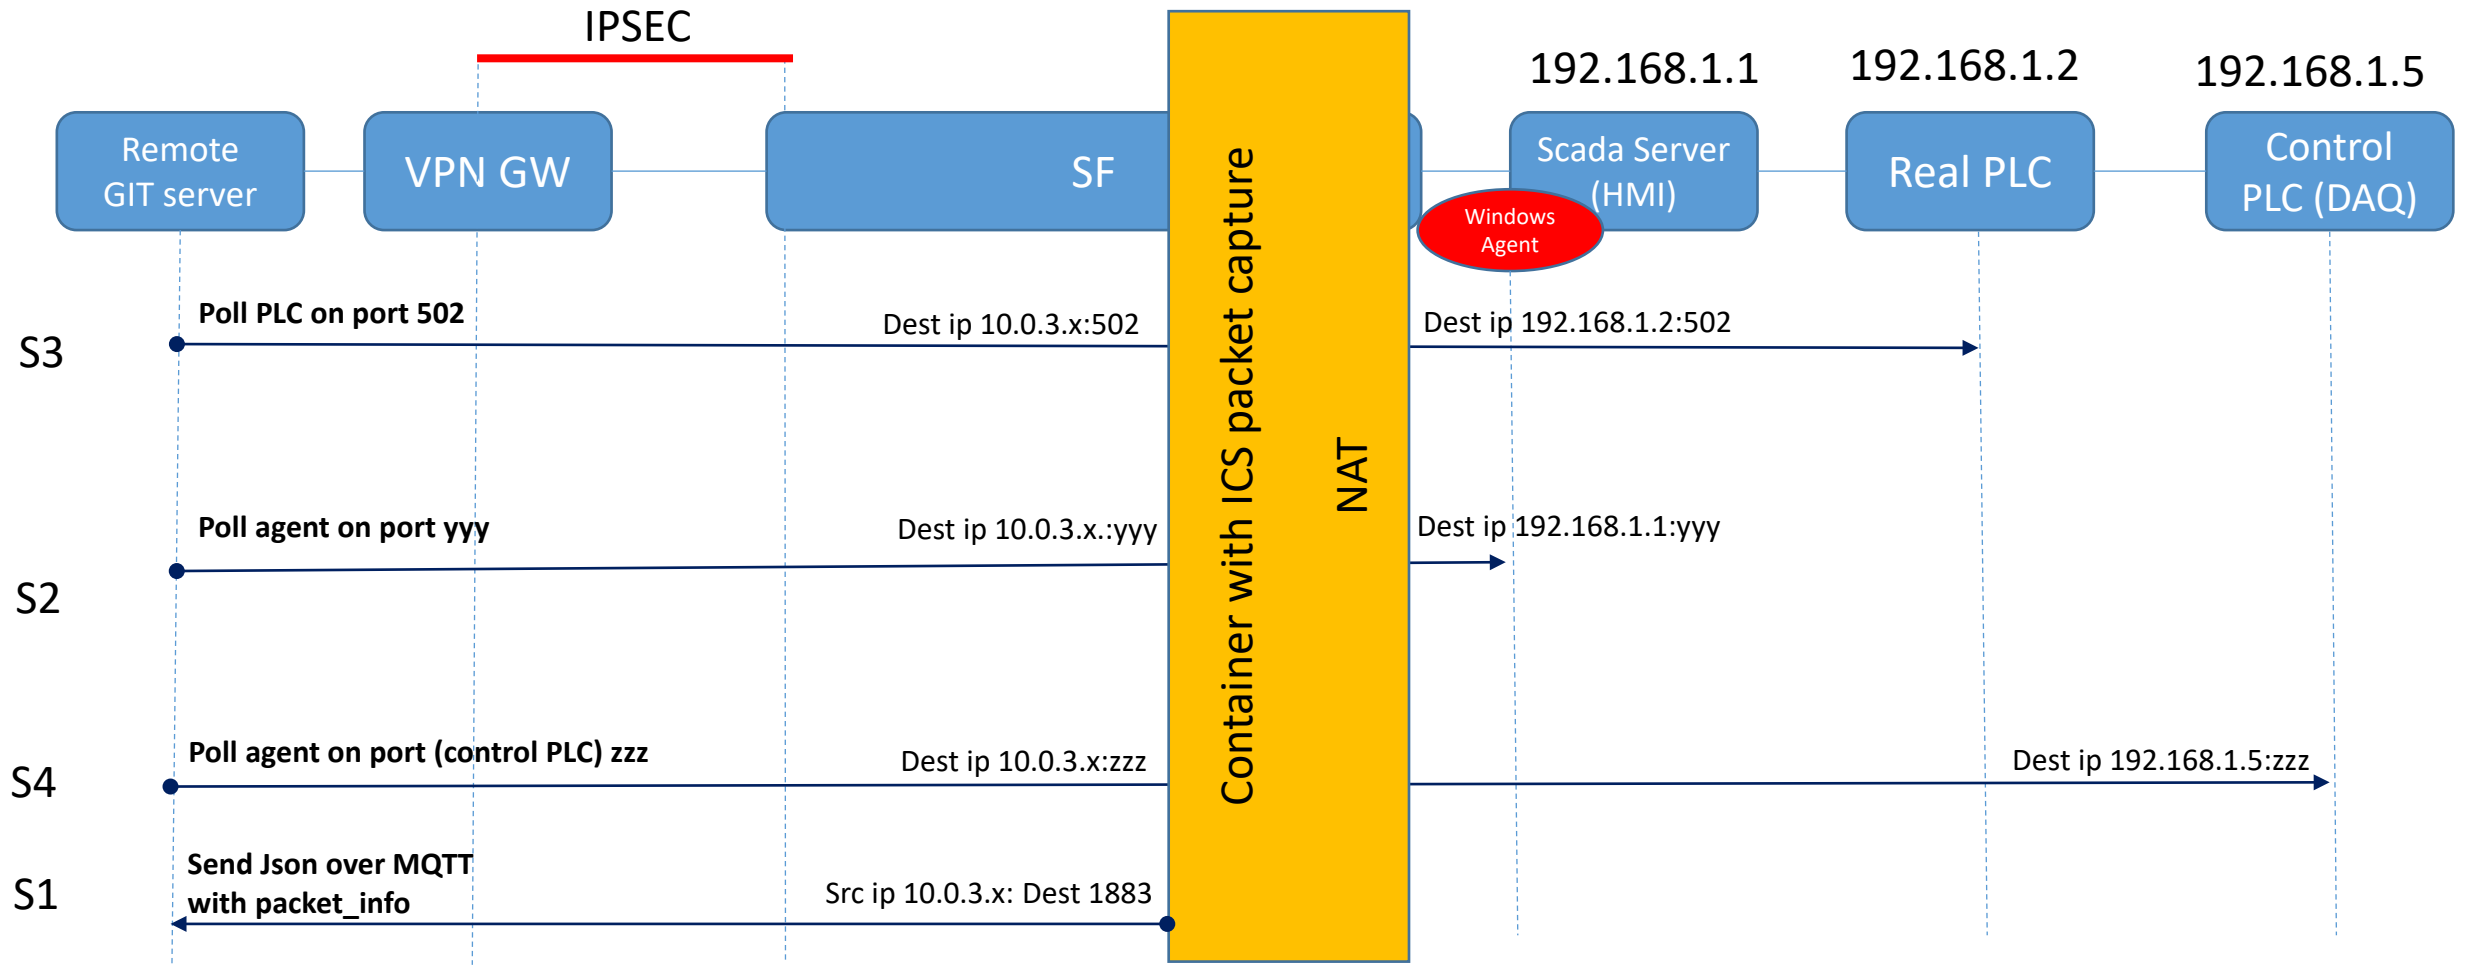 IPSEC
192.168.1.1
192.168.1.2
192.168.1.5
Remote
GIT server
VPN GW
SF
Scada Server
(HMI)
Real PLC
Control
PLC (DAQ)
Windows
Agent
Container with ICS packet capture
NAT
S3
Poll PLC on port 502
Dest ip 10.0.3.x:502
Dest ip 192.168.1.2:502
S2
Poll agent on port yyy
Dest ip 10.0.3.x.:yyy
Dest ip 192.168.1.1:yyy
S4
Poll agent on port (control PLC) zzz
Dest ip 10.0.3.x:zzz
Dest ip 192.168.1.5:zzz
S1
Send Json over MQTT
with packet_info
Src ip 10.0.3.x: Dest 1883